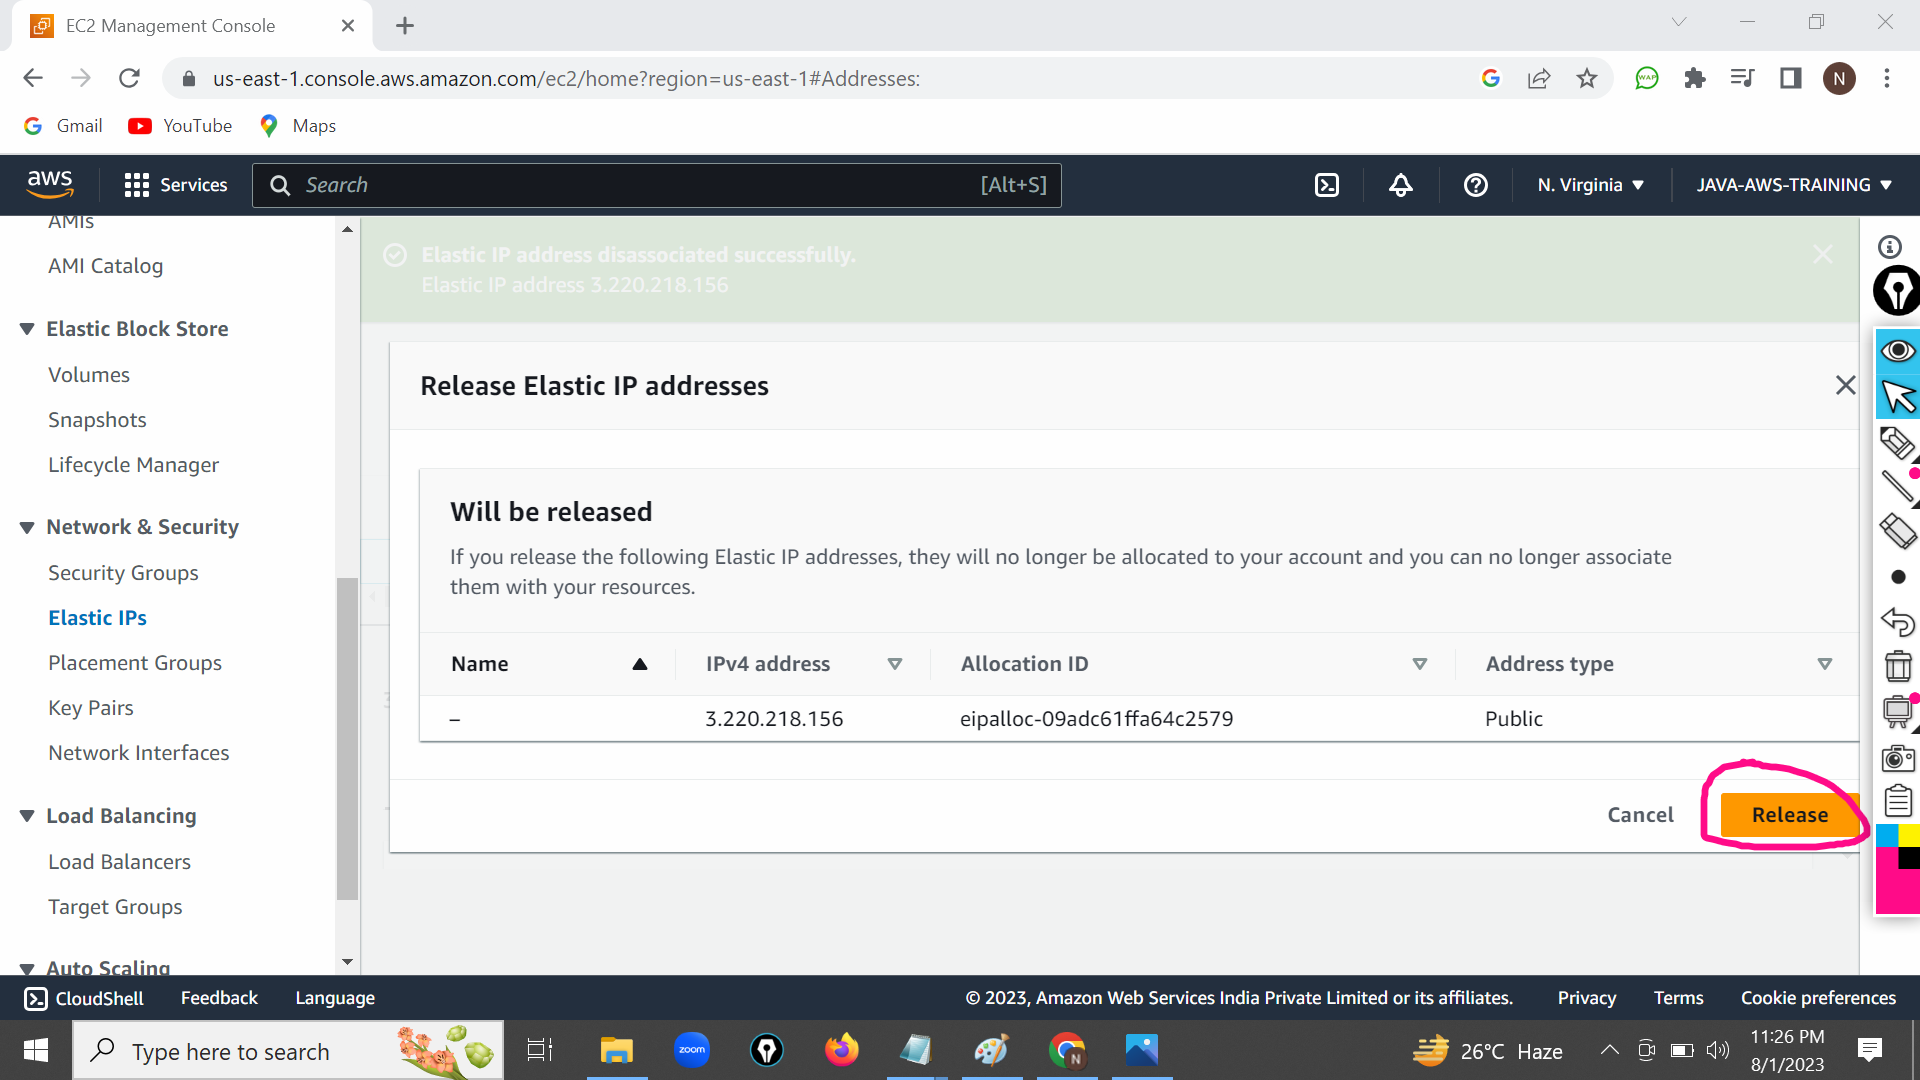 EC2 Management Console
us-east-1.console.aws.amazon.com/ec2/home?region=us-east-1#Addresses:
WAP
N
Gmail
YouTube
Maps
aws
Services
Search
[Alt+S]
N. Virginia
JAVA-AWS-TRAINING
AMIs
AMI Catalog
Elastic Block Store
Volumes
Snapshots
Lifecycle Manager
Network & Security
Security Groups
Elastic IPs
Placement Groups
Key Pairs
Network Interfaces
Load Balancing
Load Balancers
Target Groups
Auto Scaling
Elastic IP address disassociated successfully.
Elastic IP address 3.220.218.156
Release Elastic IP addresses
Will be released
If you release the following Elastic IP addresses, they will no longer be allocated to your account and you can no longer associate
them with your resources.
Name IPv4 address Allocation ID Address type
– 3.220.218.156 eipalloc-09adc61ffa64c2579 Public
Cancel Release
CloudShell Feedback Language © 2023, Amazon Web Services India Private Limited or its affiliates. Privacy Terms Cookie preferences
Type here to search
zoom
N
26°C Haze
11:26 PM
8/1/2023